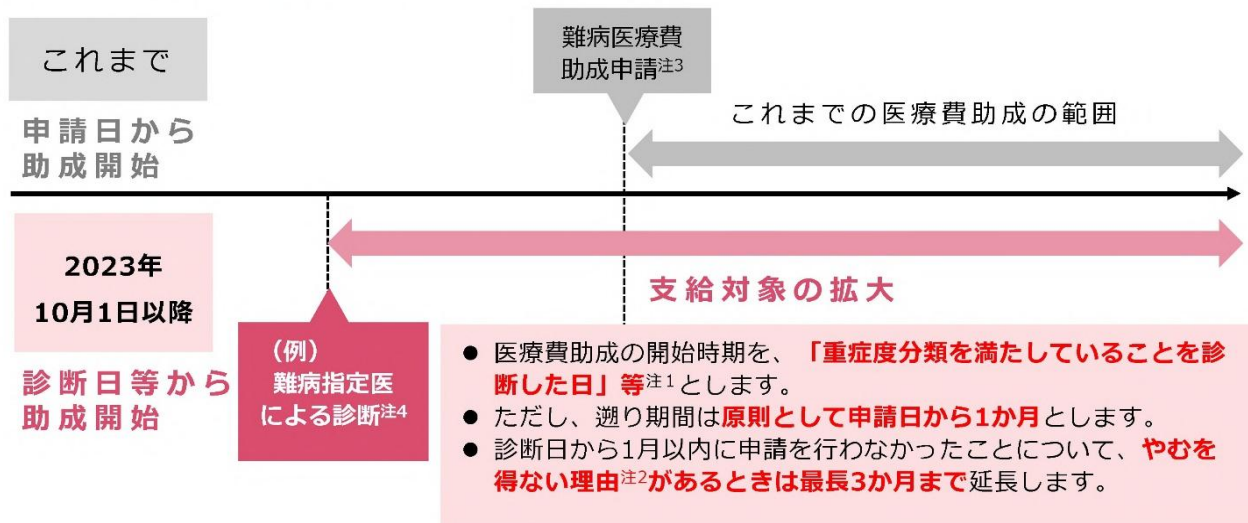 これまで
申請日から
助成開始
難病医療費
助成申請注3
これまでの医療費助成の範囲
2023年
10月1日以降
診断日等から
助成開始
(例)
難病指定医
による診断注4
支給対象の拡大
● 医療費助成の開始時期を、「重症度分類を満たしていることを診
断した日」等注1とします。
● ただし、遡り期間は原則として申請日から1か月とします。
● 診断日から1月以内に申請を行わなかったことについて、やむを
得ない理由注2があるときは最長3か月まで延長します。